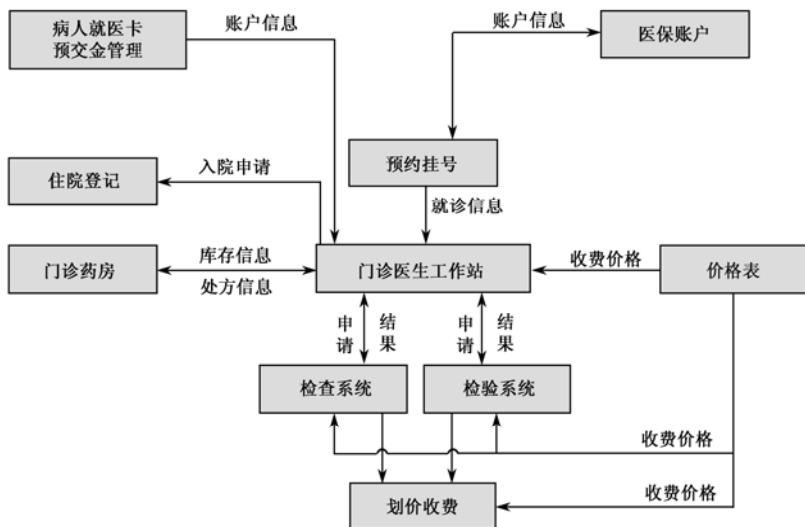 病人就医卡
预交金管理
账户信息
账户信息
医保账户
预约挂号
住院登记
入院申请
就诊信息
门诊药房
库存信息
处方信息
门诊医生工作站
收费价格
价格表
申请
结果
申请
结果
检查系统
检验系统
收费价格
划价收费
收费价格